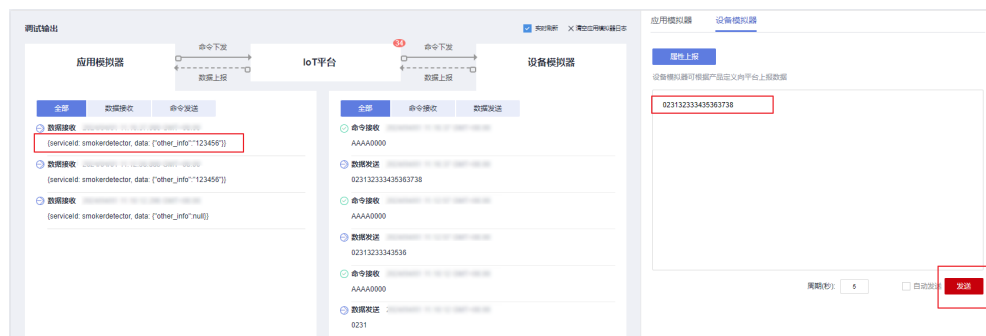 调试输出
实时刷新
清空应用模拟器日志
应用模拟器
命令下发
数据上报
IoT平台
34
命令下发
数据上报
设备模拟器
全部
数据接收
命令发送
数据接收
{serviceId: smokerdetector, data: {"other_info":"123456"}}
数据接收
{serviceId: smokerdetector, data: {"other_info":"123456"}}
数据接收
{serviceId: smokerdetector, data: {"other_info":null}}
全部
命令接收
数据发送
命令接收
AAAA0000
数据发送
023132333435363738
命令接收
AAAA0000
数据发送
02313233343536
命令接收
AAAA0000
数据发送
0231
应用模拟器
设备模拟器
属性上报
设备模拟器可根据产品定义向平台上报数据
023132333435363738
周期(秒):
5
自动发送
发送